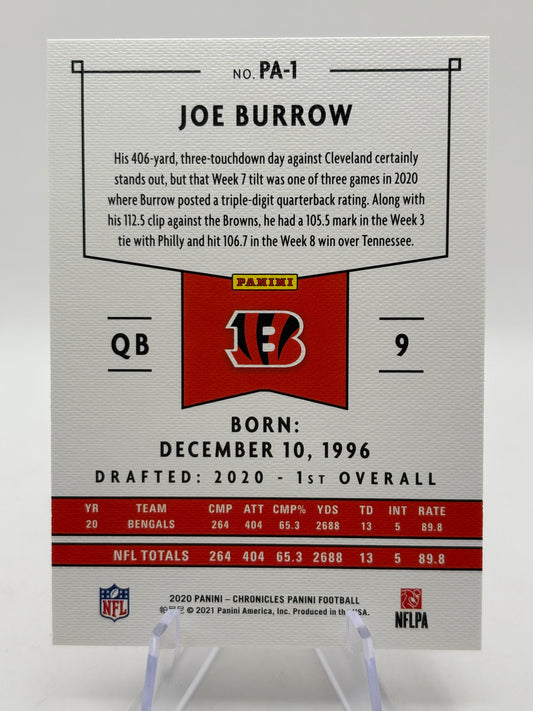 NO. PA-1
JOE BURROW
His 406-yard, three-touchdown day against Cleveland certainly
stands out, but that Week 7 tilt was one of three games in 2020
where Burrow posted a triple-digit quarterback rating. Along with
his 112.5 clip against the Browns, he had a 105.5 mark in the Week 3
tie with Philly and hit 106.7 in the Week 8 win over Tennessee.
PANINI
QB
B
9
BORN:
DECEMBER 10, 1996
DRAFTED: 2020 - 1ST OVERALL
YR TEAM CMP ATT CMP% YDS TD INT RATE
20 BENGALS 264 404 65.3 2688 13 5 89.8
NFL TOTALS 264 404 65.3 2688 13 5 89.8
2020 PANINI – CHRONICLES PANINI FOOTBALL
© 2021 Panini America, Inc. Produced in the USA.
NFL
NFLPA